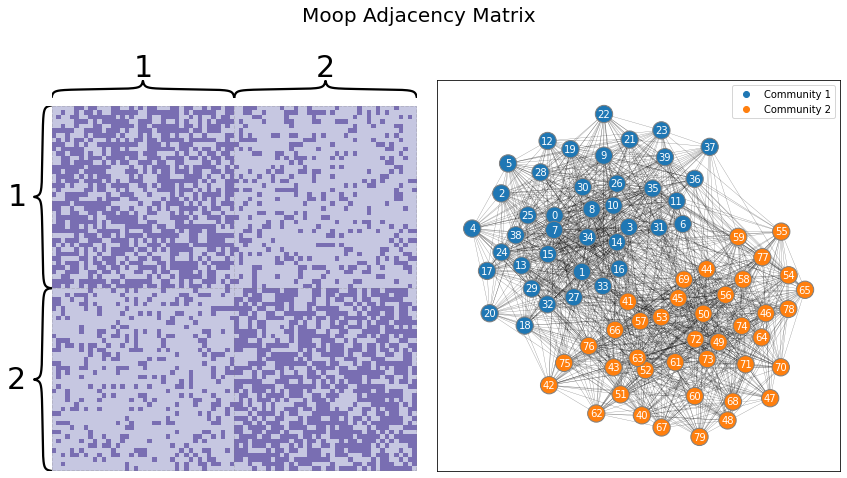 Moop Adjacency Matrix
1 2
1
2
Community 1
Community 2
22
23
12 21 37
19
9 39
5
28
36
30 26 35
2
11
8 10
25 0
6
4 7 3 31
38 34 14
59 55
24
77
15
17 13 1 16 44
54
69 58
29 33 65
27 45 56
32 41
20 78
53 50 46
57
18 74
66
72 64
49
76
63 73
75 61 71
43 52 70
42
51 60 47
68
62 40
48
67
79